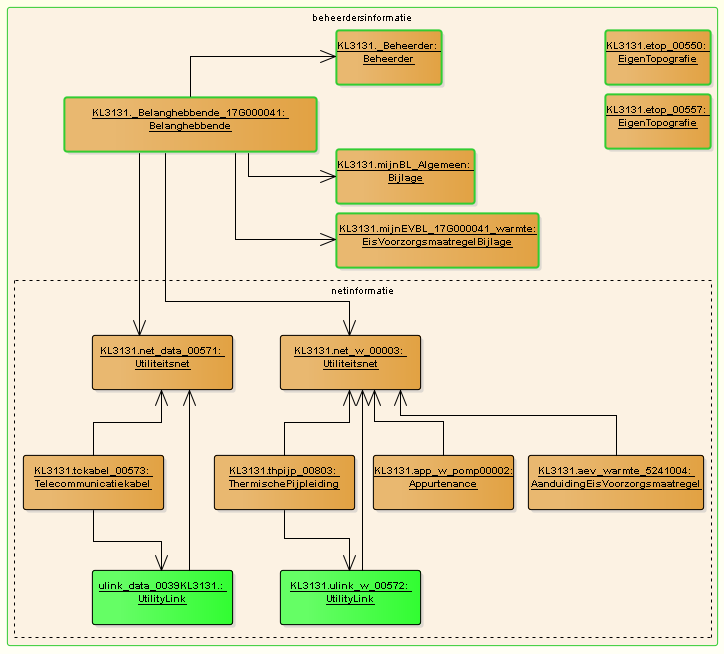 beheerdersinformatie
KL3131._Beheerder:
Beheerder
KL3131.etop_00550:
EigenTopografie
KL3131._Belanghebbende_17G000041:
Belanghebbende
KL3131.etop_00557:
EigenTopografie
KL3131.mijnBL_Algemeen:
Bijlage
KL3131.mijnEVBL_17G000041_warmte:
EisVoorzorgsmaatregelBijlage
netinformatie
KL3131.net_data_00571:
Utiliteitsnet
KL3131.net_w_00003:
Utiliteitsnet
KL3131.tckabel_00573:
Telecommunicatiekabel
KL3131.thpijp_00803:
ThermischePijpleiding
KL3131.app_w_pomp00002:
Appurtenance
KL3131.aev_warmte_5241004:
AanduidingEisVoorzorgsmaatregel
ulink_data_0039KL3131.:
UtilityLink
KL3131.ulink_w_00572:
UtilityLink